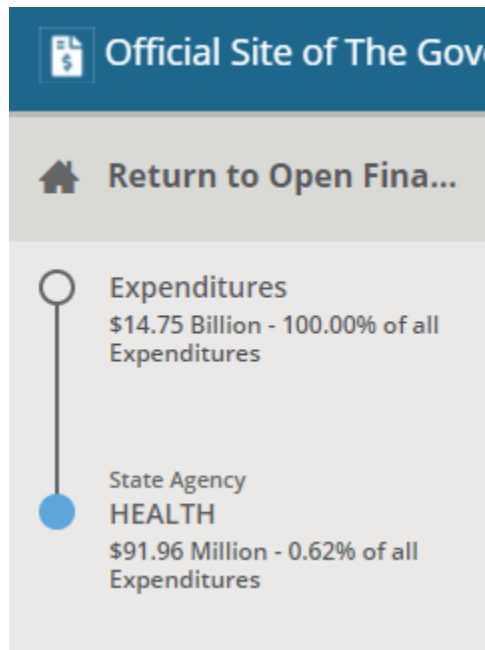 Official Site of The Gov
Return to Open Fina...
Expenditures
$14.75 Billion - 100.00% of all
Expenditures
State Agency
HEALTH
$91.96 Million - 0.62% of all
Expenditures